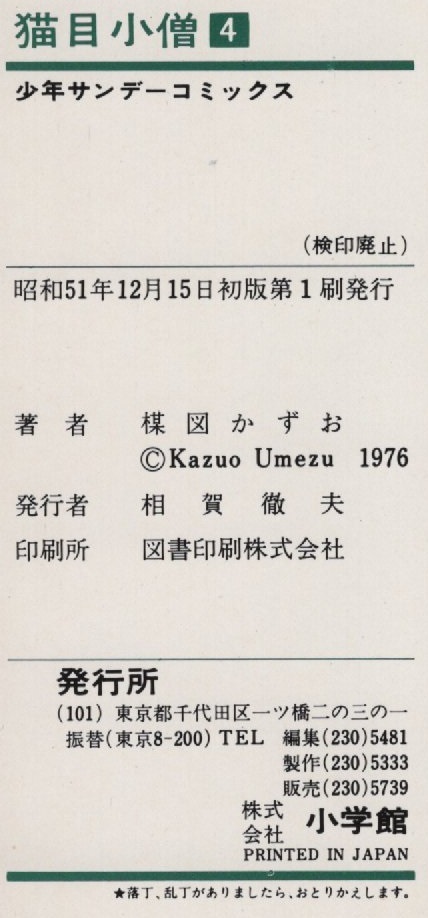 猫目小僧 4
少年サンデーコミックス
(検印廃止)
昭和51年12月15日初版第1刷発行
著者 楳図かずお
©Kazuo Umezu 1976
発行者 相賀徹夫
印刷所 図書印刷株式会社
発行所
(101) 東京都千代田区一ツ橋二の三の一
振替(東京8-200) TEL 編集(230)5481
製作(230)5333
販売(230)5739
株式会社 小学館
PRINTED IN JAPAN
★落丁、乱丁がありましたら、おとりかえします。